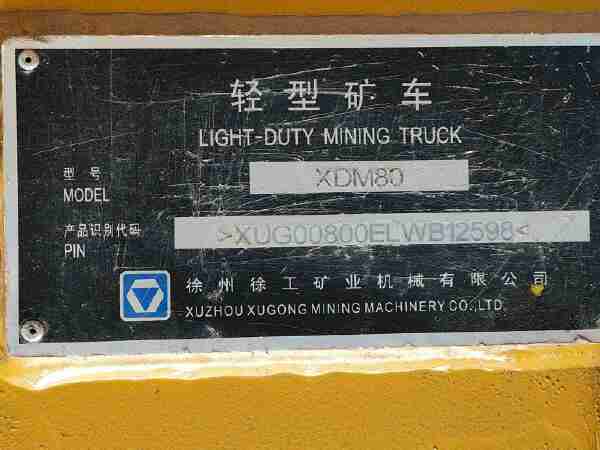 轻型矿车
LIGHT-DUTY MINING TRUCK
型号 XDM80
MODEL
产品识别代码 >XUG00800ELWB12598<
PIN
徐州徐工矿业机械有限公司
XUZHOU XUGONG MINING MACHINERY CO.,LTD.